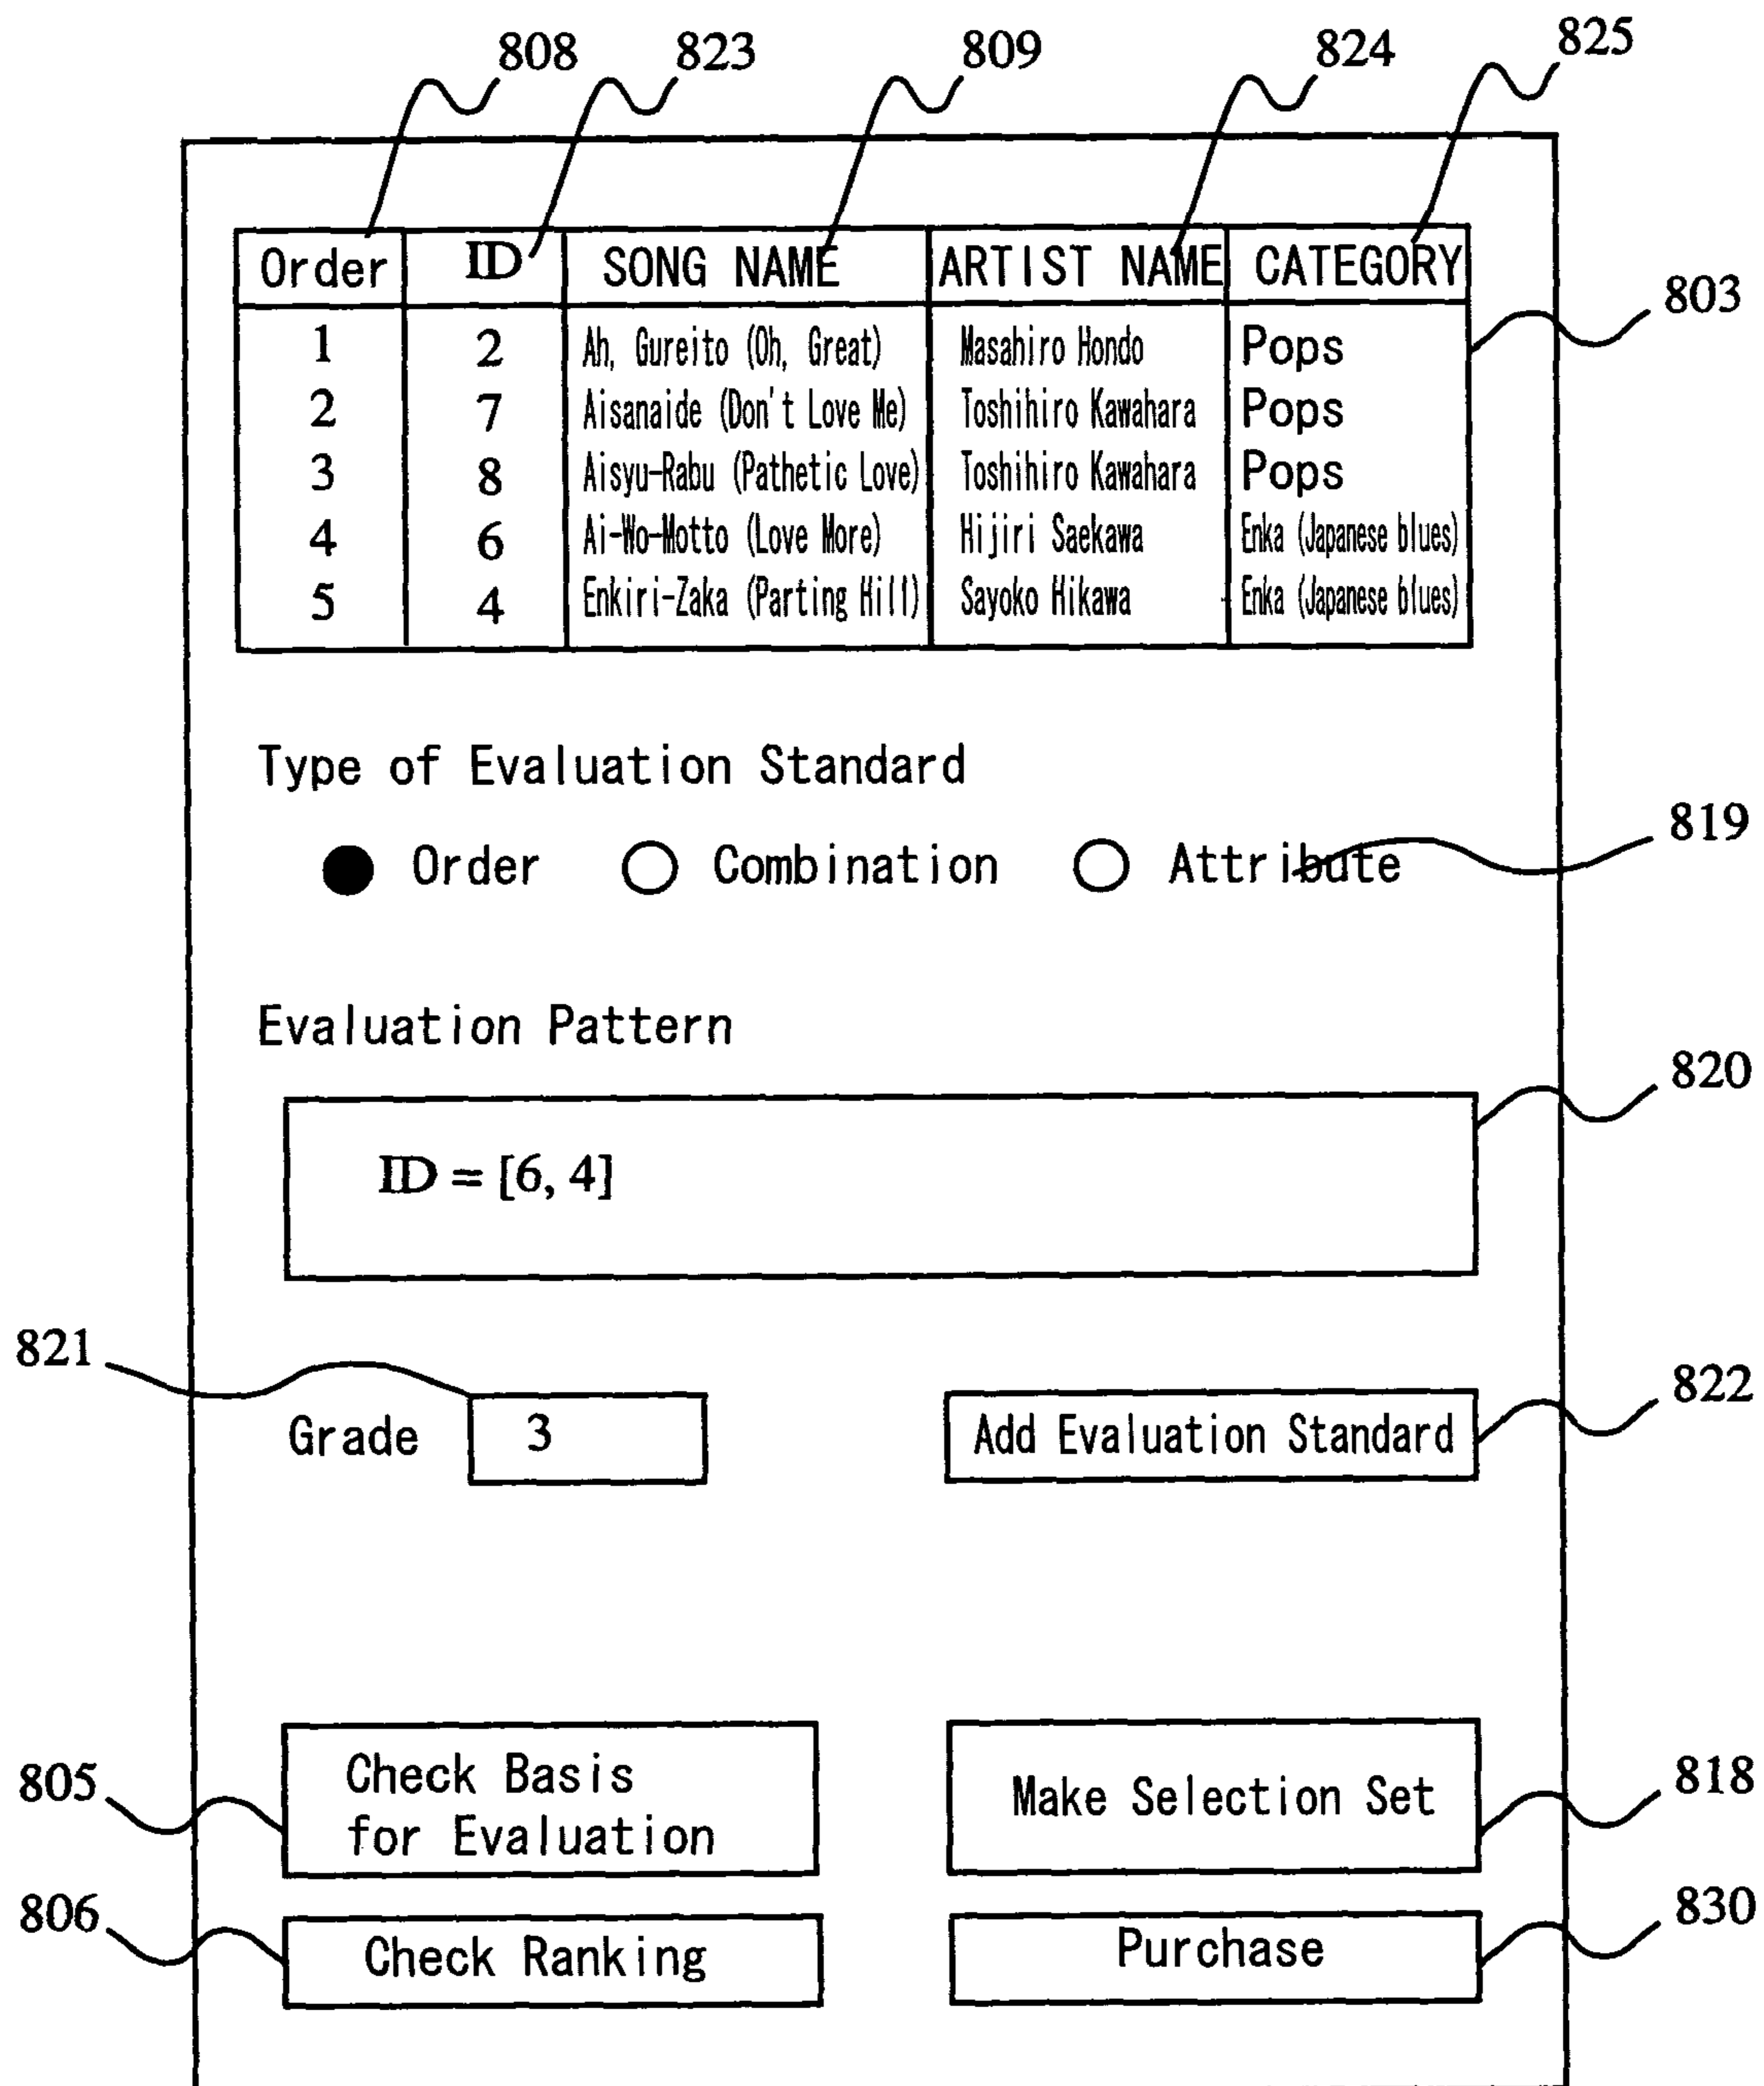 808 823 809 824 825
Order ID SONG NAME ARTIST NAME CATEGORY
803
1 2 Ah, Gureito (Oh, Great) Masahiro Hondo Pops
2 7 Aisanaide (Don't Love Me) Toshihiro Kawahara Pops
3 8 Aisyu-Rabu (Pathetic Love) Toshihiro Kawahara Pops
4 6 Ai-Wo-Motto (Love More) Hijiri Saekawa Enka (Japanese blues)
5 4 Enkiri-Zaka (Parting Hill) Sayoko Hikawa Enka (Japanese blues)
Type of Evaluation Standard
819
Order Combination Attribute
Evaluation Pattern
820
ID = [6, 4]
821
822
Grade 3 Add Evaluation Standard
805 Check Basis
for Evaluation
Make Selection Set 818
806 Check Ranking
Purchase 830